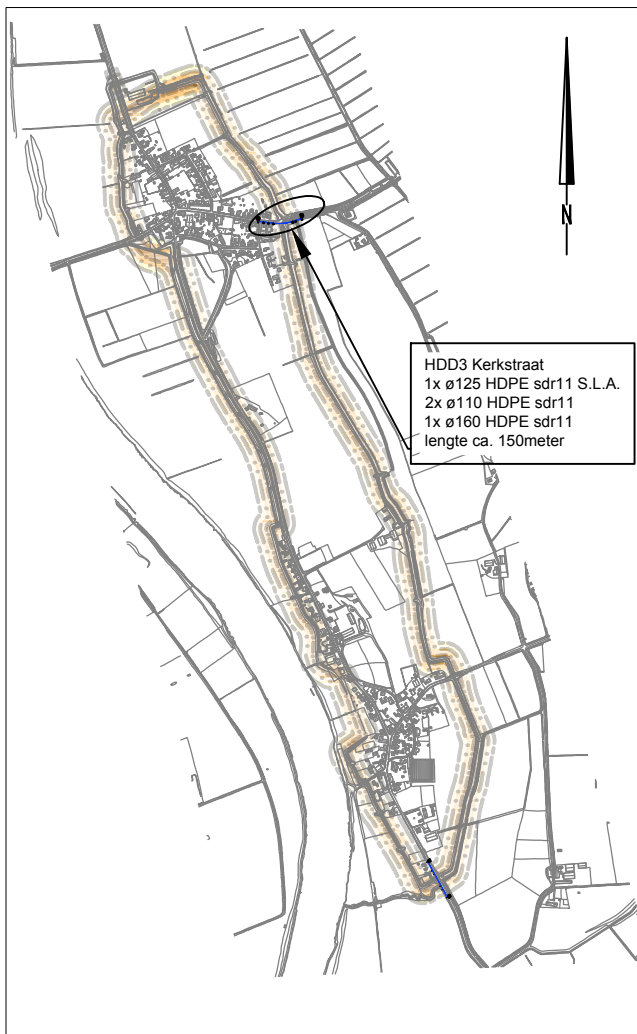 N
HDD3 Kerkstraat
1x ø125 HDPE sdr11 S.L.A.
2x ø110 HDPE sdr11
1x ø160 HDPE sdr11
lengte ca. 150meter